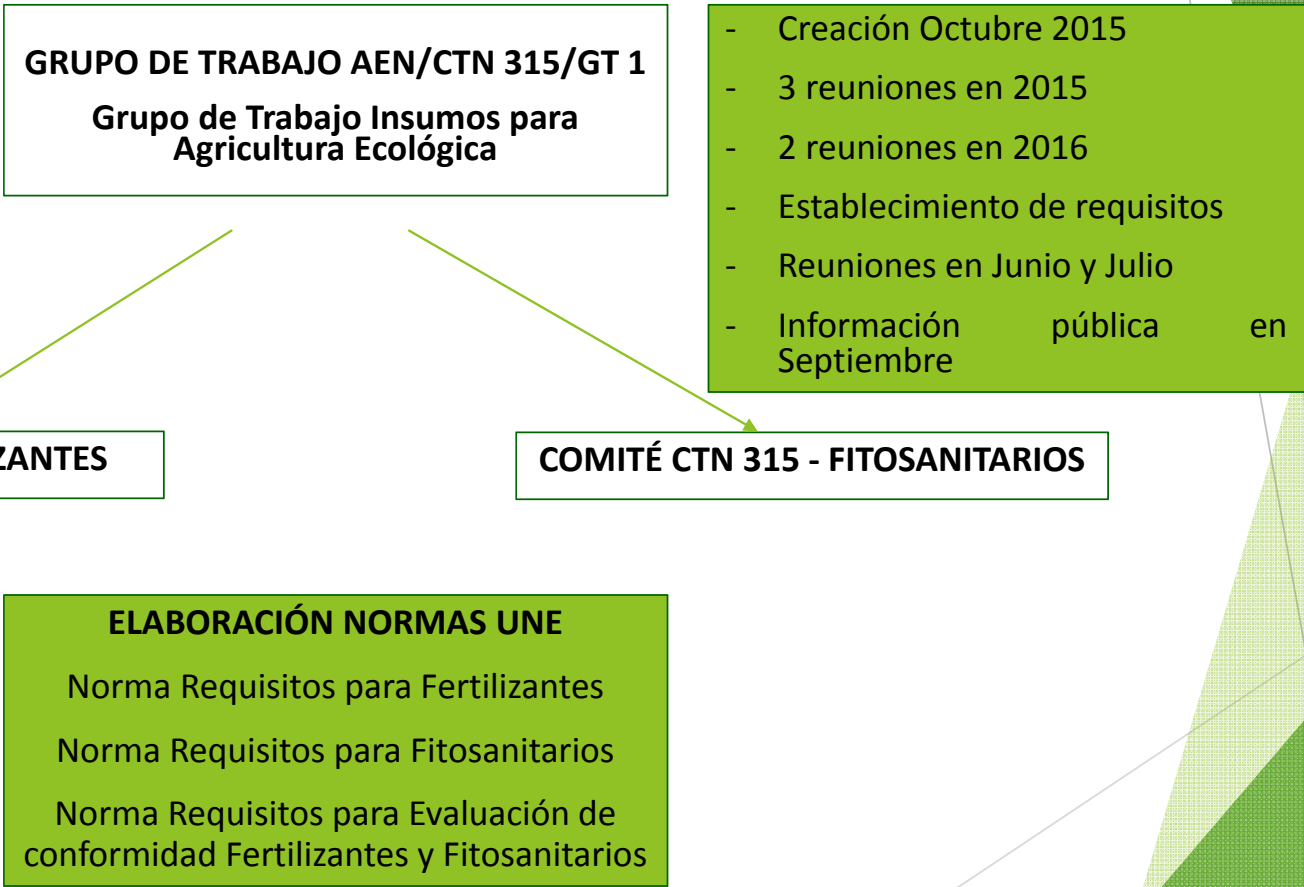 GRUPO DE TRABAJO AEN/CTN 315/GT 1
Grupo de Trabajo Insumos para
Agricultura Ecológica
- Creación Octubre 2015
- 3 reuniones en 2015
- 2 reuniones en 2016
- Establecimiento de requisitos
- Reuniones en Junio y Julio
- Información pública en
Septiembre
ZANTES
COMITÉ CTN 315 - FITOSANITARIOS
ELABORACIÓN NORMAS UNE
Norma Requisitos para Fertilizantes
Norma Requisitos para Fitosanitarios
Norma Requisitos para Evaluación de
conformidad Fertilizantes y Fitosanitarios